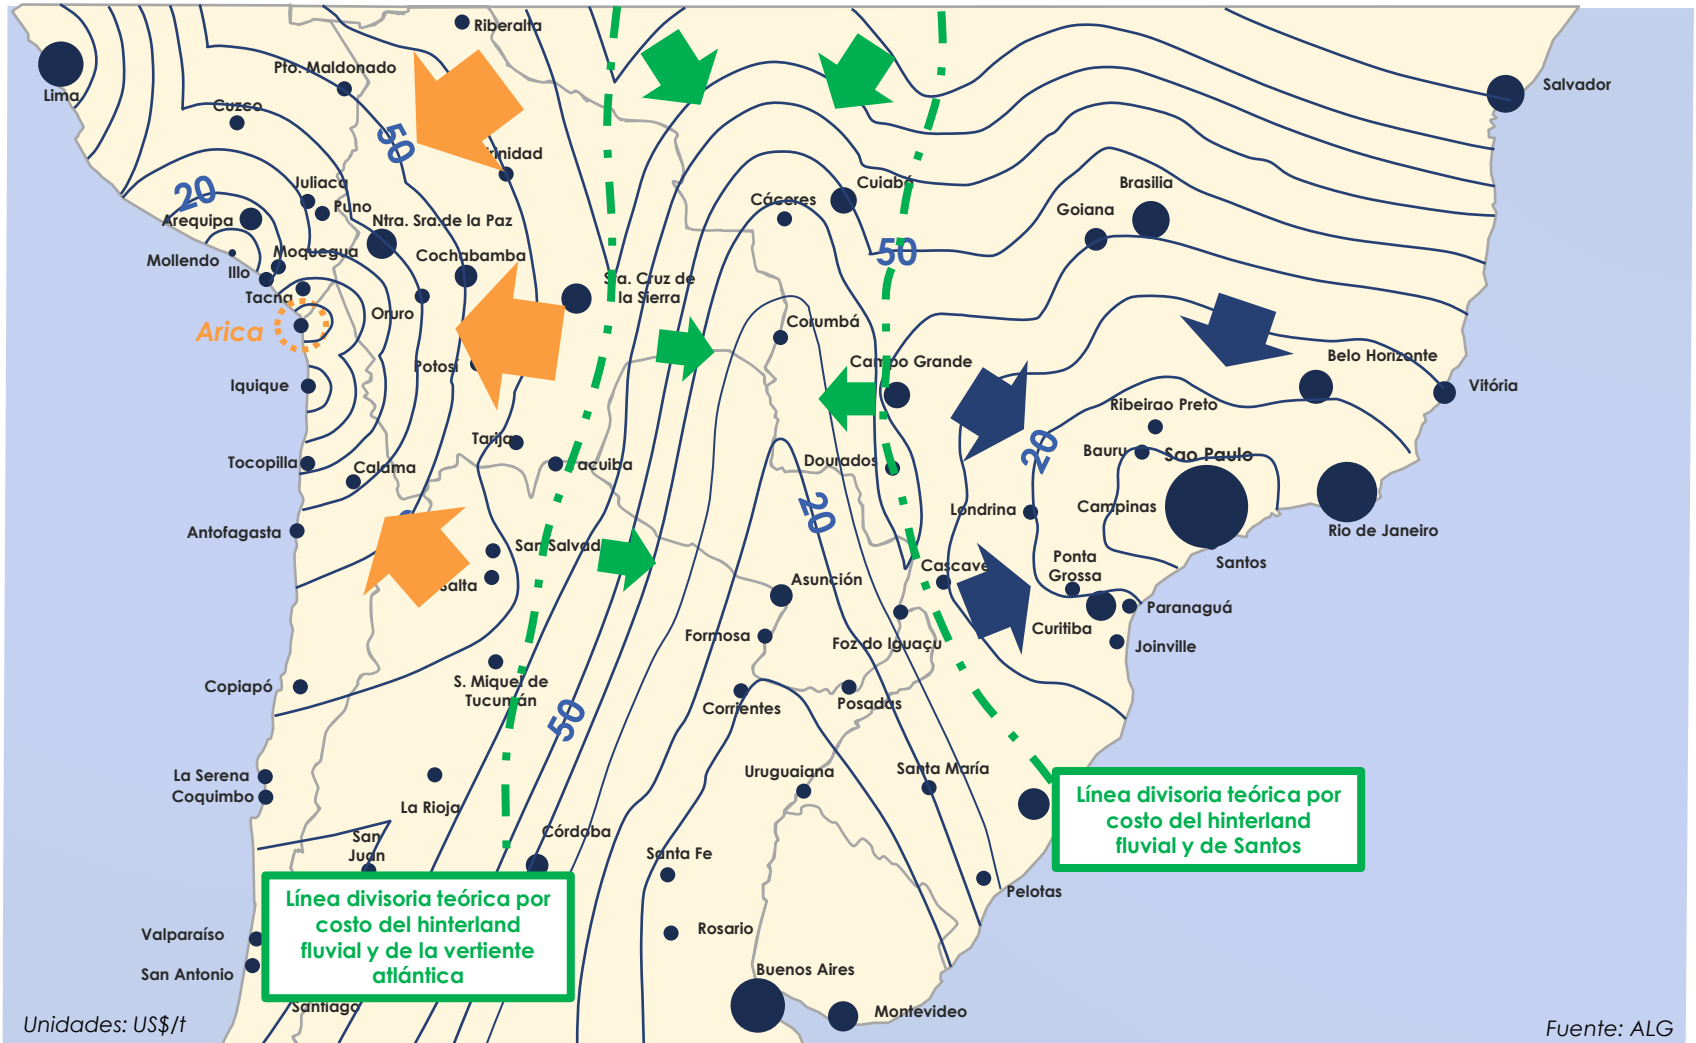 Riberalta
Pto. Maldonado
Lima
Cuzco
50
Trinidad
Salvador
20
Juliaca
Puno
Arequipa
Ntra. Sra.de la Paz
Cuiabá
Cáceres
Brasilia
Goiana
Mollendo
Moquegua
Illo
Cochabamba
50
Tacna
Sta. Cruz de
la Sierra
Arica
Oruro
Corumbá
Iquique
Potosí
Campo Grande
Belo Horizonte
Vitória
Ribeirao Preto
Tarija
Tocopilla
Calama
Yacuiba
Dourados
20
Bauru
Sao Paulo
Antofagasta
20
Londrina
Campinas
Rio de Janeiro
San Salvad
Salta
Asunción
Cascavel
Ponta
Grossa
Santos
Paranaguá
Formosa
Foz do Iguaçu
Curitiba
Joinville
Copiapó
S. Miquel de
Tucumán
50
Corrientes
Posadas
La Serena
Coquimbo
La Rioja
Uruguaiana
Santa María
San
Juan
Córdoba
Santa Fe
Línea divisoria teórica por
costo del hinterland
fluvial y de Santos
Pelotas
Línea divisoria teórica por
costo del hinterland
fluvial y de la vertiente
atlántica
Valparaíso
San Antonio
Santiago
Rosario
Buenos Aires
Montevideo
Unidades: US$/t
Fuente: ALG